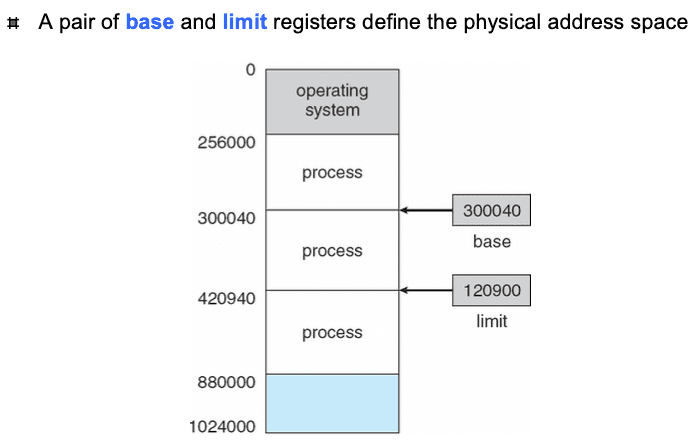 A pair of base and limit registers define the physical address space
0
operating
system
256000
process
300040
300040
base
process
420940
120900
limit
process
880000
1024000